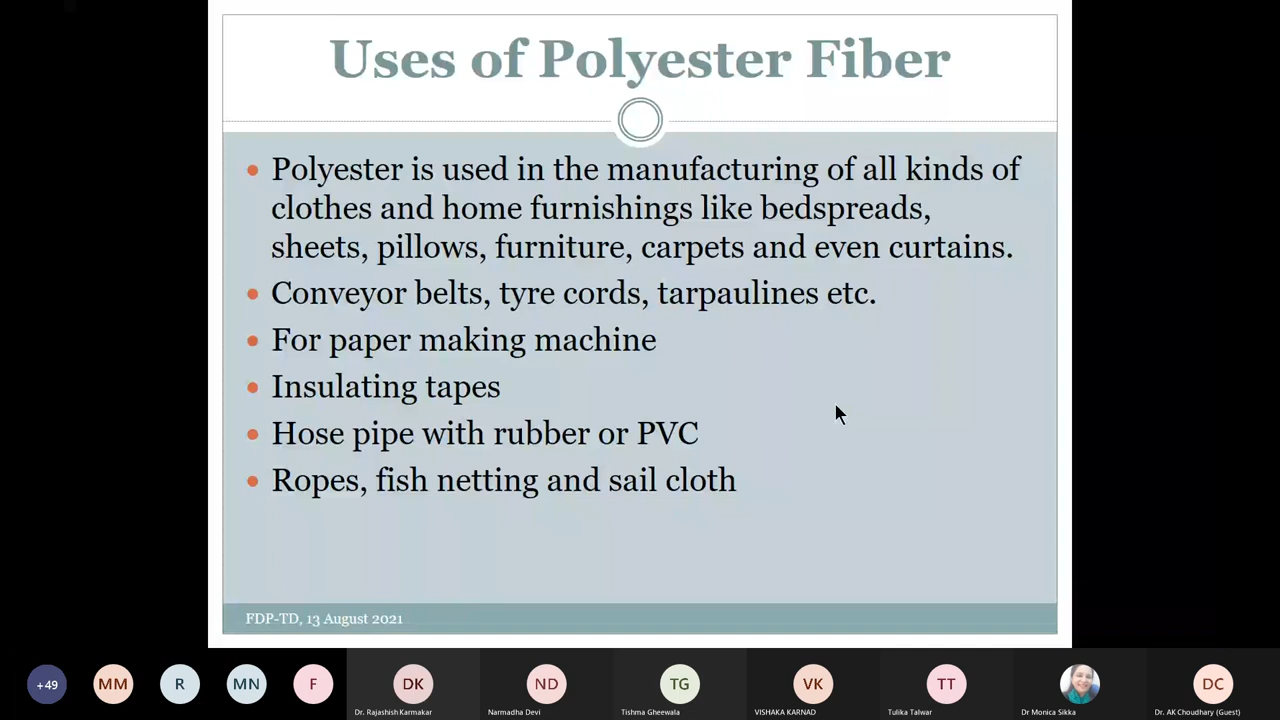 Uses of Polyester Fiber
Polyester is used in the manufacturing of all kinds of
clothes and home furnishings like bedspreads,
sheets, pillows, furniture, carpets and even curtains.
Conveyor belts, tyre cords, tarpaulines etc.
For paper making machine
Insulating tapes
Hose pipe with rubber or PVC
Ropes, fish netting and sail cloth
FDP-TD, 13 August 2021
+49
MM
R
MN
F
DK
ND
TG
VK
TT
DC
Dr. Rajashish Karmakar
Narmadha Devi
Tishma Gheewala
VISHAKA KARNAD
Tulika Talwar
Dr Monica Sikka
Dr. AK Choudhary (Guest)